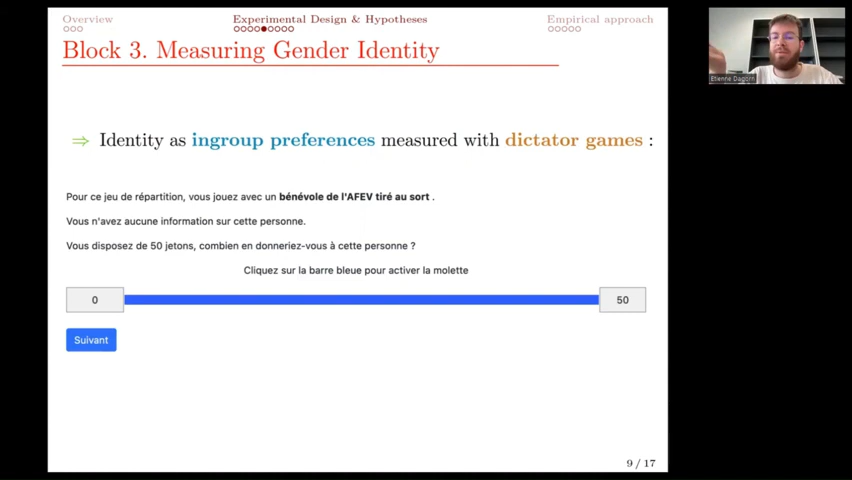 Overview
Experimental Design & Hypotheses
Empirical approach
Block 3. Measuring Gender Identity
⇒ Identity as ingroup preferences measured with dictator games :
Pour ce jeu de répartition, vous jouez avec un bénévole de l'AFEV tiré au sort .
Vous n'avez aucune information sur cette personne.
Vous disposez de 50 jetons, combien en donneriez-vous à cette personne ?
Cliquez sur la barre bleue pour activer la molette
0
50
Suivant
9 / 17
Etienne Dagorn